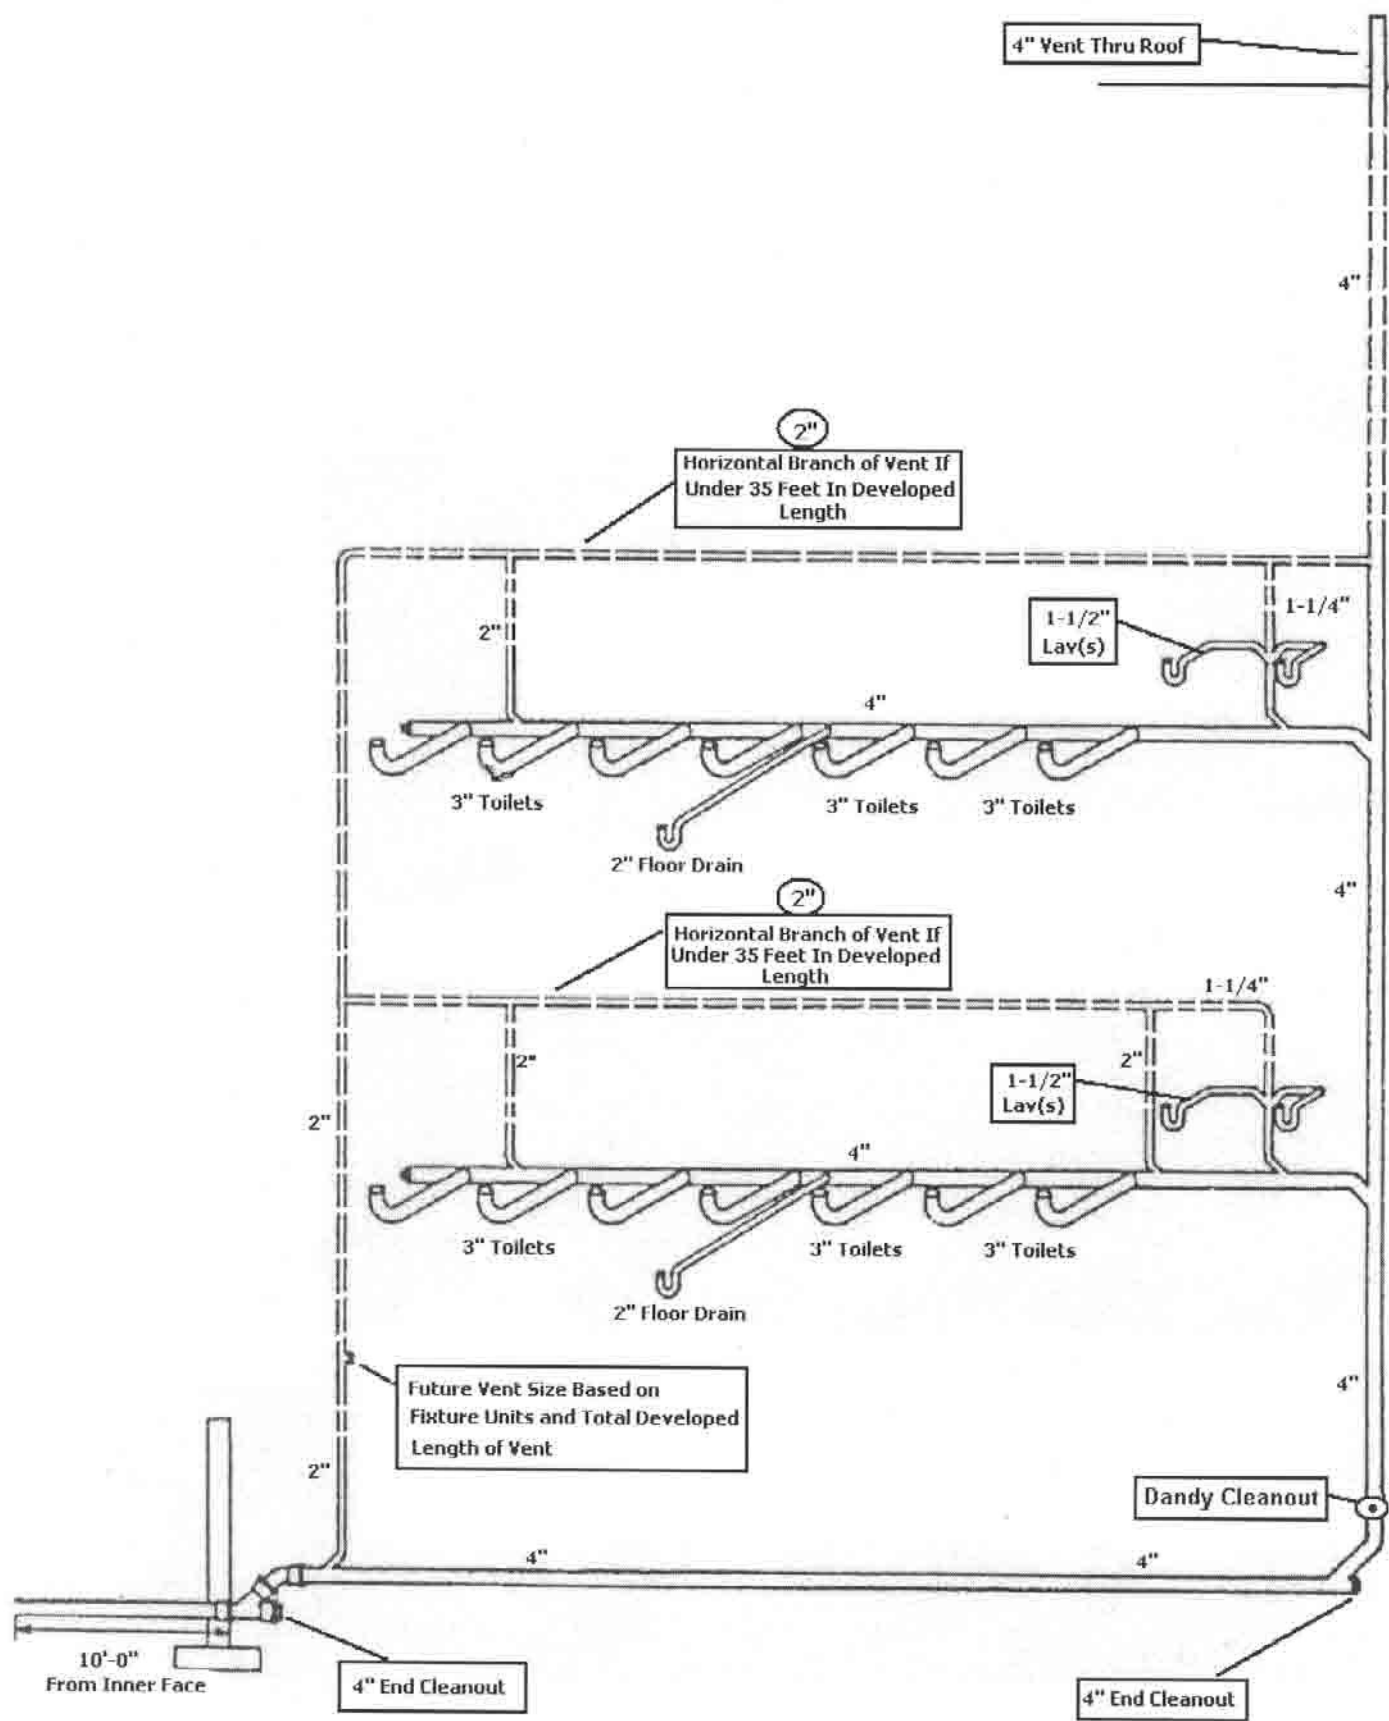 4" Vent Thru Roof
4"
2"
Horizontal Branch of Vent If
Under 35 Feet In Developed
Length
1-1/4"
1-1/2"
Lav(s)
2"
4"
3" Toilets
3" Toilets
3" Toilets
2" Floor Drain
4"
2"
Horizontal Branch of Vent If
Under 35 Feet In Developed
Length
1-1/4"
2"
2"
1-1/2"
Lav(s)
2"
4"
3" Toilets
3" Toilets
3" Toilets
2" Floor Drain
Future Vent Size Based on
Fixture Units and Total Developed
Length of Vent
4"
2"
Dandy Cleanout
4"
4"
10'-0"
From Inner Face
4" End Cleanout
4" End Cleanout